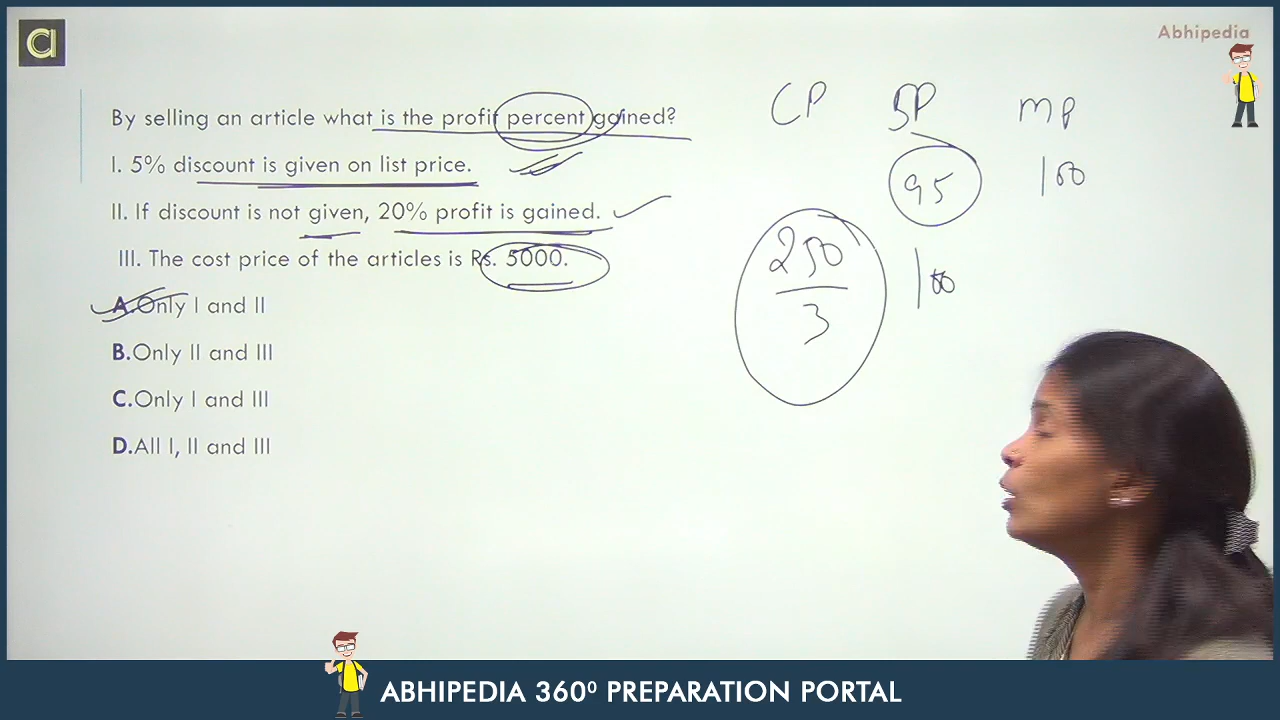 Abhipedia
a
By selling an article what is the profit percent gained?
I. 5% discount is given on list price.
II. If discount is not given, 20% profit is gained.
III. The cost price of the articles is Rs. 5000.
A.Only I and II
B.Only II and III
C.Only I and III
D.All I, II and III
CP SP MP
95 100
250
3
100
ABHIPEDIA 360⁰ PREPARATION PORTAL